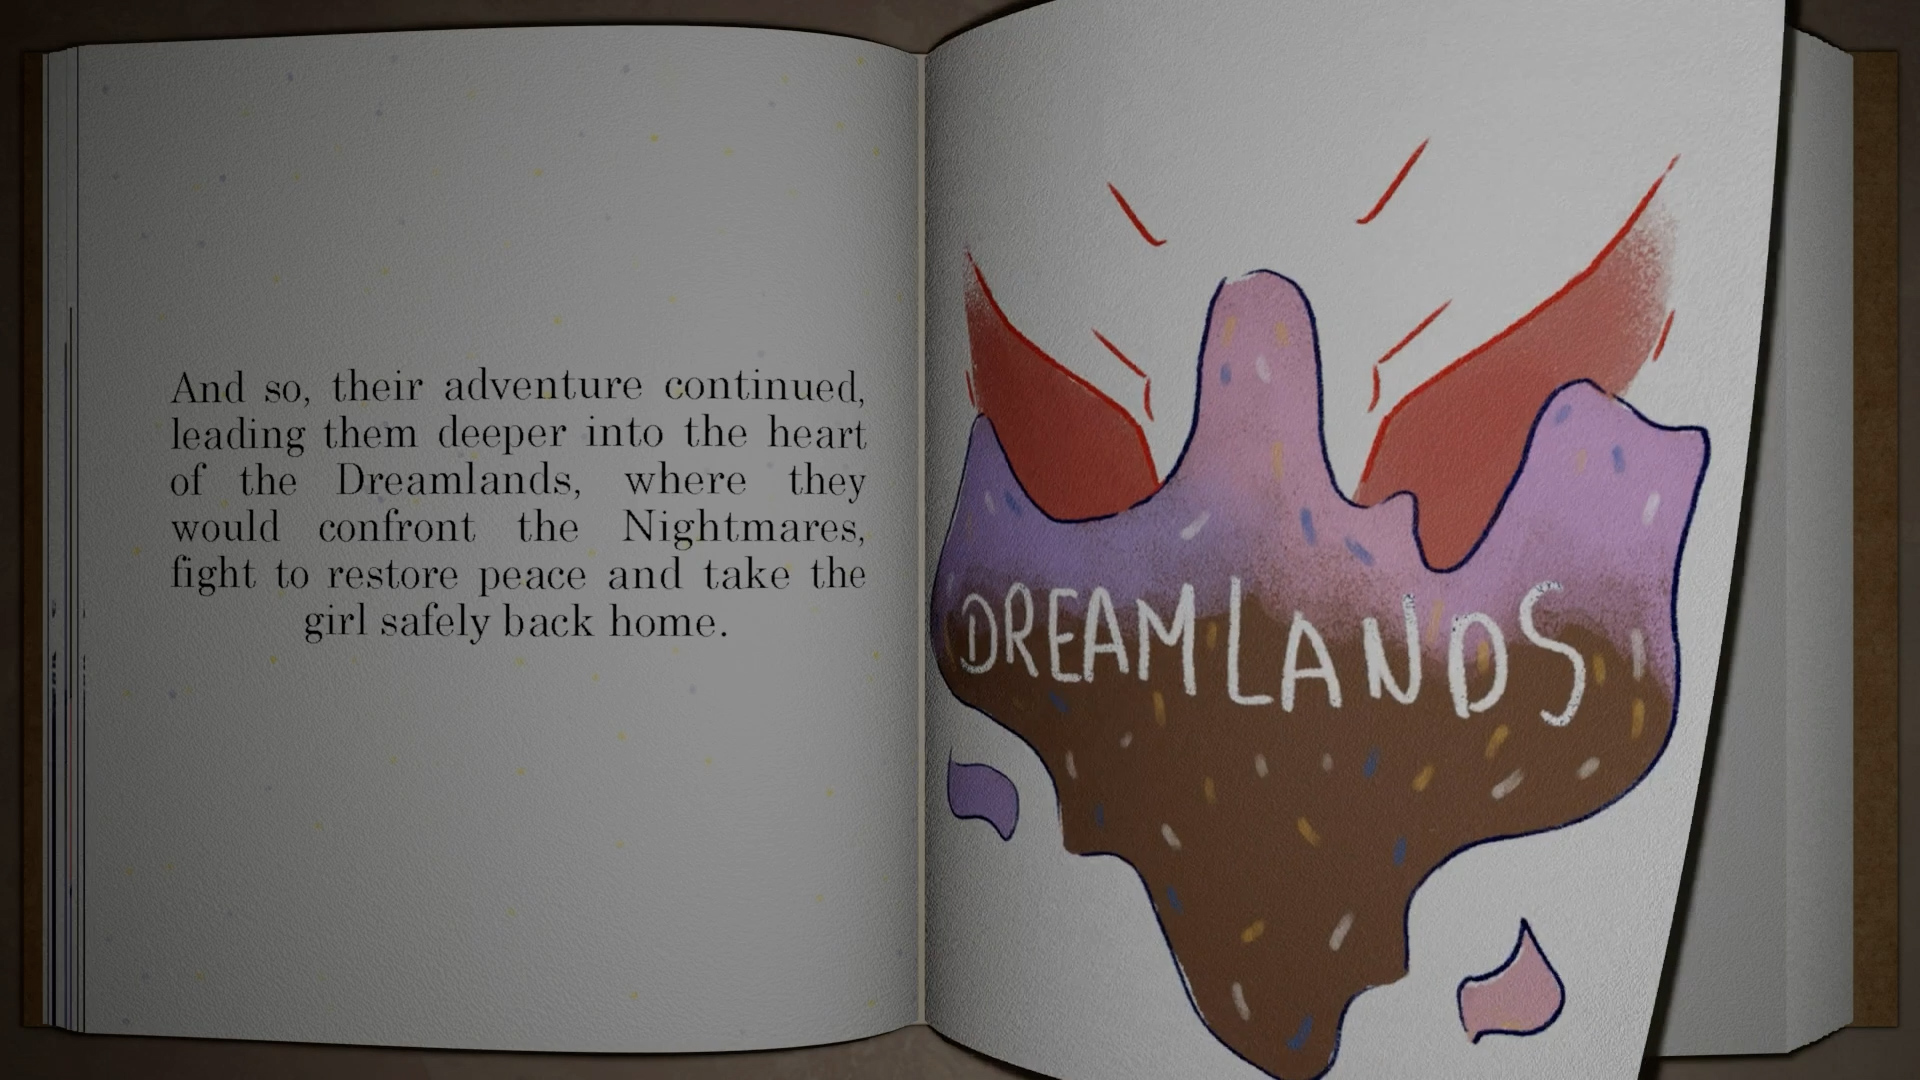 And so, their adventure continued,
leading them deeper into the heart
of the Dreamlands, where they
would confront the Nightmares,
fight to restore peace and take the
girl safely back home.
DREAMLANDS